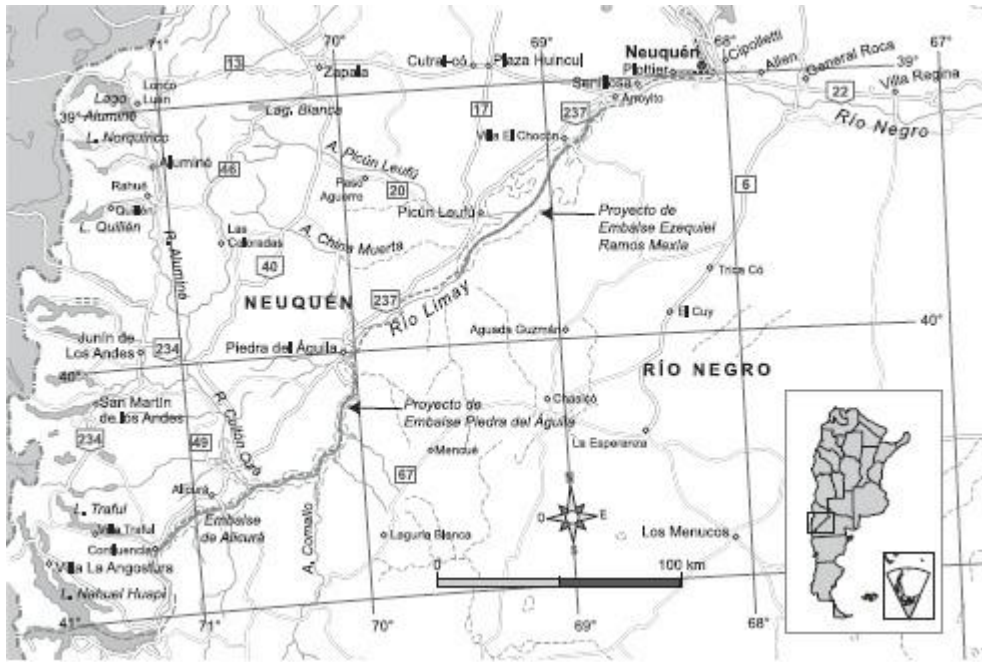 71°
70°
69°
68°
67°
13
Zapala
Cutral-có
Plaza Huincul
Neuquén
Plottier
Senillosa
Arroyito
Cipolletti
Allen
General Roca
39°
Villa Regina
22
Río Negro
Lonco
Luan
Lago
Aluminé
39°
L. Norquinco
Lag. Blanca
17
237
Villa El Chocón
Aluminé
46
A. Picún Leufú
Paso
Aguerre
20
Rahué
Quillén
L. Quillén
Las
Coloradas
Picún Leufú
A. China Muerta
6
Proyecto de
Embalse Ezequiel
Ramos Mexía
R. Aluminé
40
Trica Có
NEUQUÉN
237
Río Limay
El Cuy
Aguada Guzmán
40°
Junín de
Los Andes
234
Piedra del Águila
40°
RÍO NEGRO
San Martín
de los Andes
R. Collón Curá
Proyecto de
Embalse Piedra del Águila
Chasicó
La Esperanza
234
49
Mencué
67
Alicurá
Embalse
de Alicurá
L. Traful
Villa Traful
Confluencia
Villa La Angostura
L. Nahuel Huapi
A. Comallo
Laguna Blanca
N
O
E
S
Los Menucos
0
100 km
41°
71°
70°
69°
68°